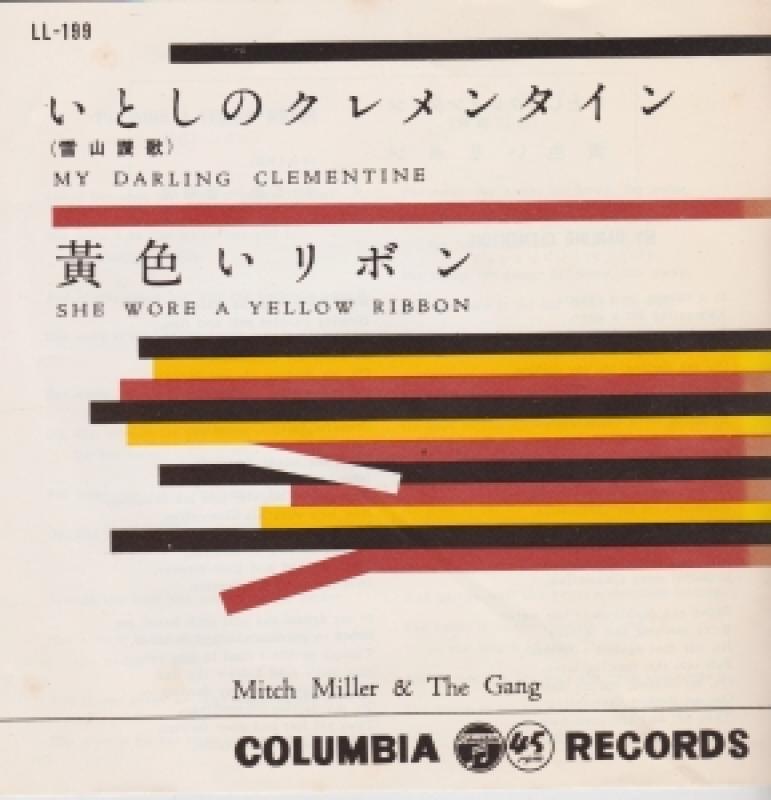 LL-199
いとしのクレメンタイン
(雪山讃歌)
MY DARLING CLEMENTINE
黄色いリボン
SHE WORE A YELLOW RIBBON
Mitch Miller & The Gang
COLUMBIA 45 RECORDS